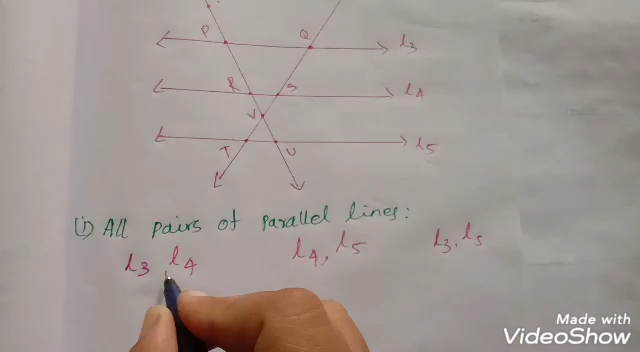 P Q l3
R S l4
V
T U l5
(i) All pairs of parallel lines:
l3 l4 l4, l5 l3, l5
Made with
VideoShow